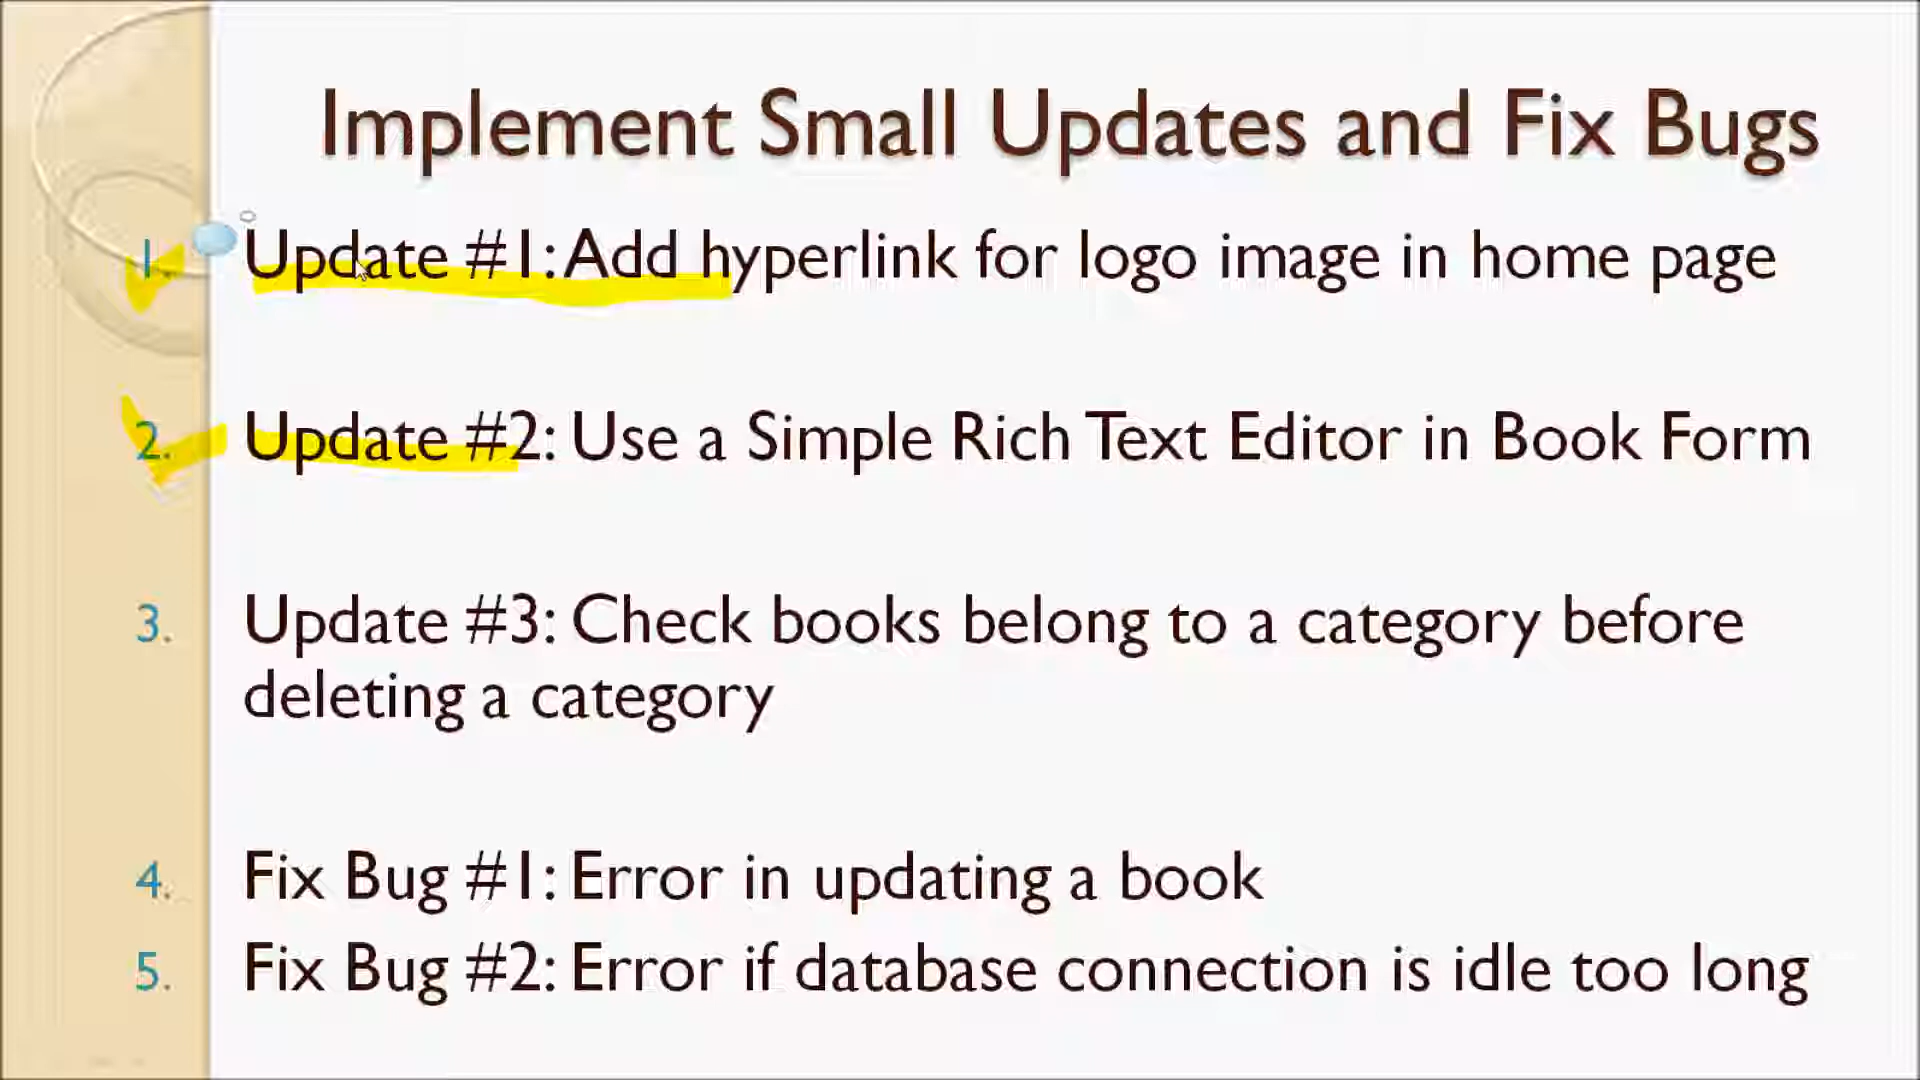 Implement Small Updates and Fix Bugs
1. Update #1: Add hyperlink for logo image in home page
2. Update #2: Use a Simple Rich Text Editor in Book Form
3. Update #3: Check books belong to a category before
deleting a category
4. Fix Bug #1: Error in updating a book
5. Fix Bug #2: Error if database connection is idle too long